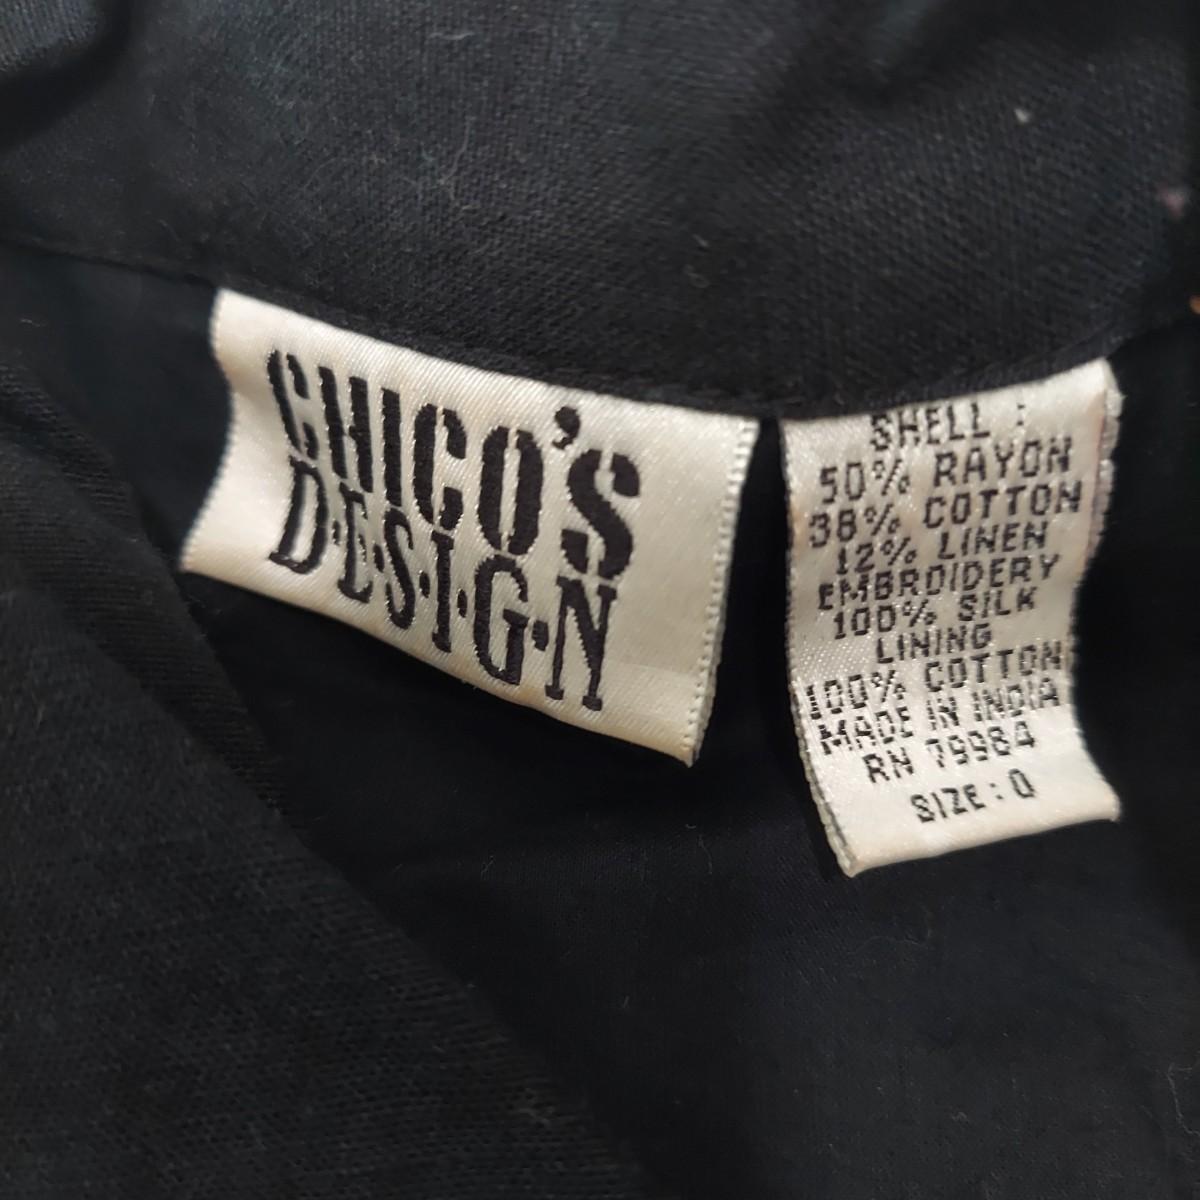 CHICO'S
D·E·S·I·G·N
SHELL :
50% RAYON
38% COTTON
12% LINEN
EMBROIDERY
100% SILK
LINING
100% COTTON
MADE IN INDIA
RN 79984
SIZE : 0